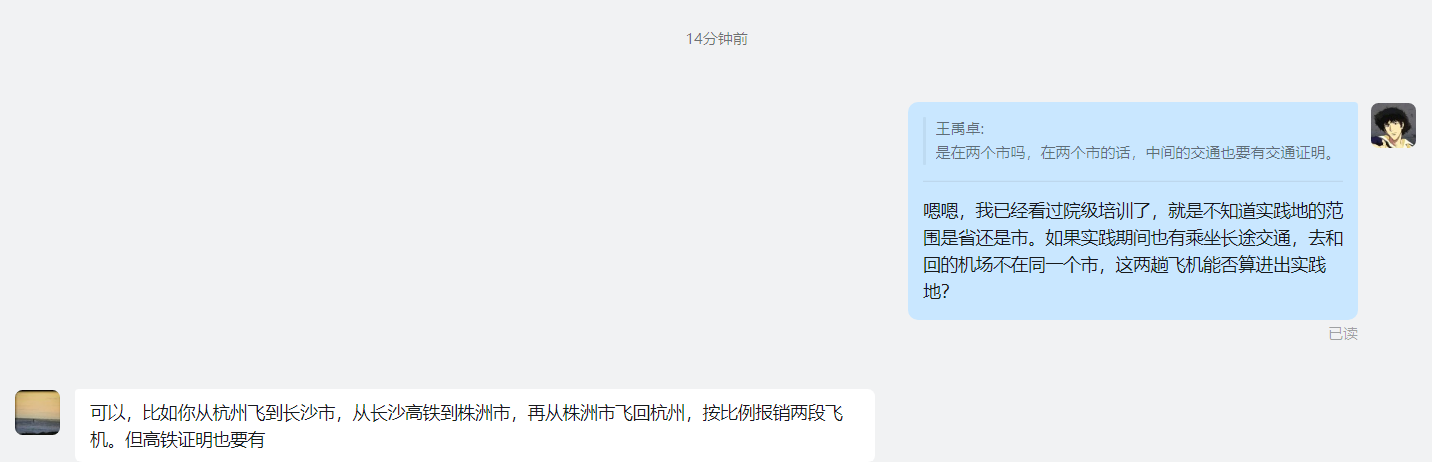 14分钟前
王禹卓:
是在两个市吗，在两个市的话，中间的交通也要有交通证明。
嗯嗯，我已经看过院级培训了，就是不知道实践地的范
围是省还是市。如果实践期间也有乘坐长途交通，去和
回的机场不在同一个市，这两趟飞机能否算进出实践
地?
已读
可以，比如你从杭州飞到长沙市，从长沙高铁到株洲市，再从株洲市飞回杭州，按比例报销两段飞
机。但高铁证明也要有